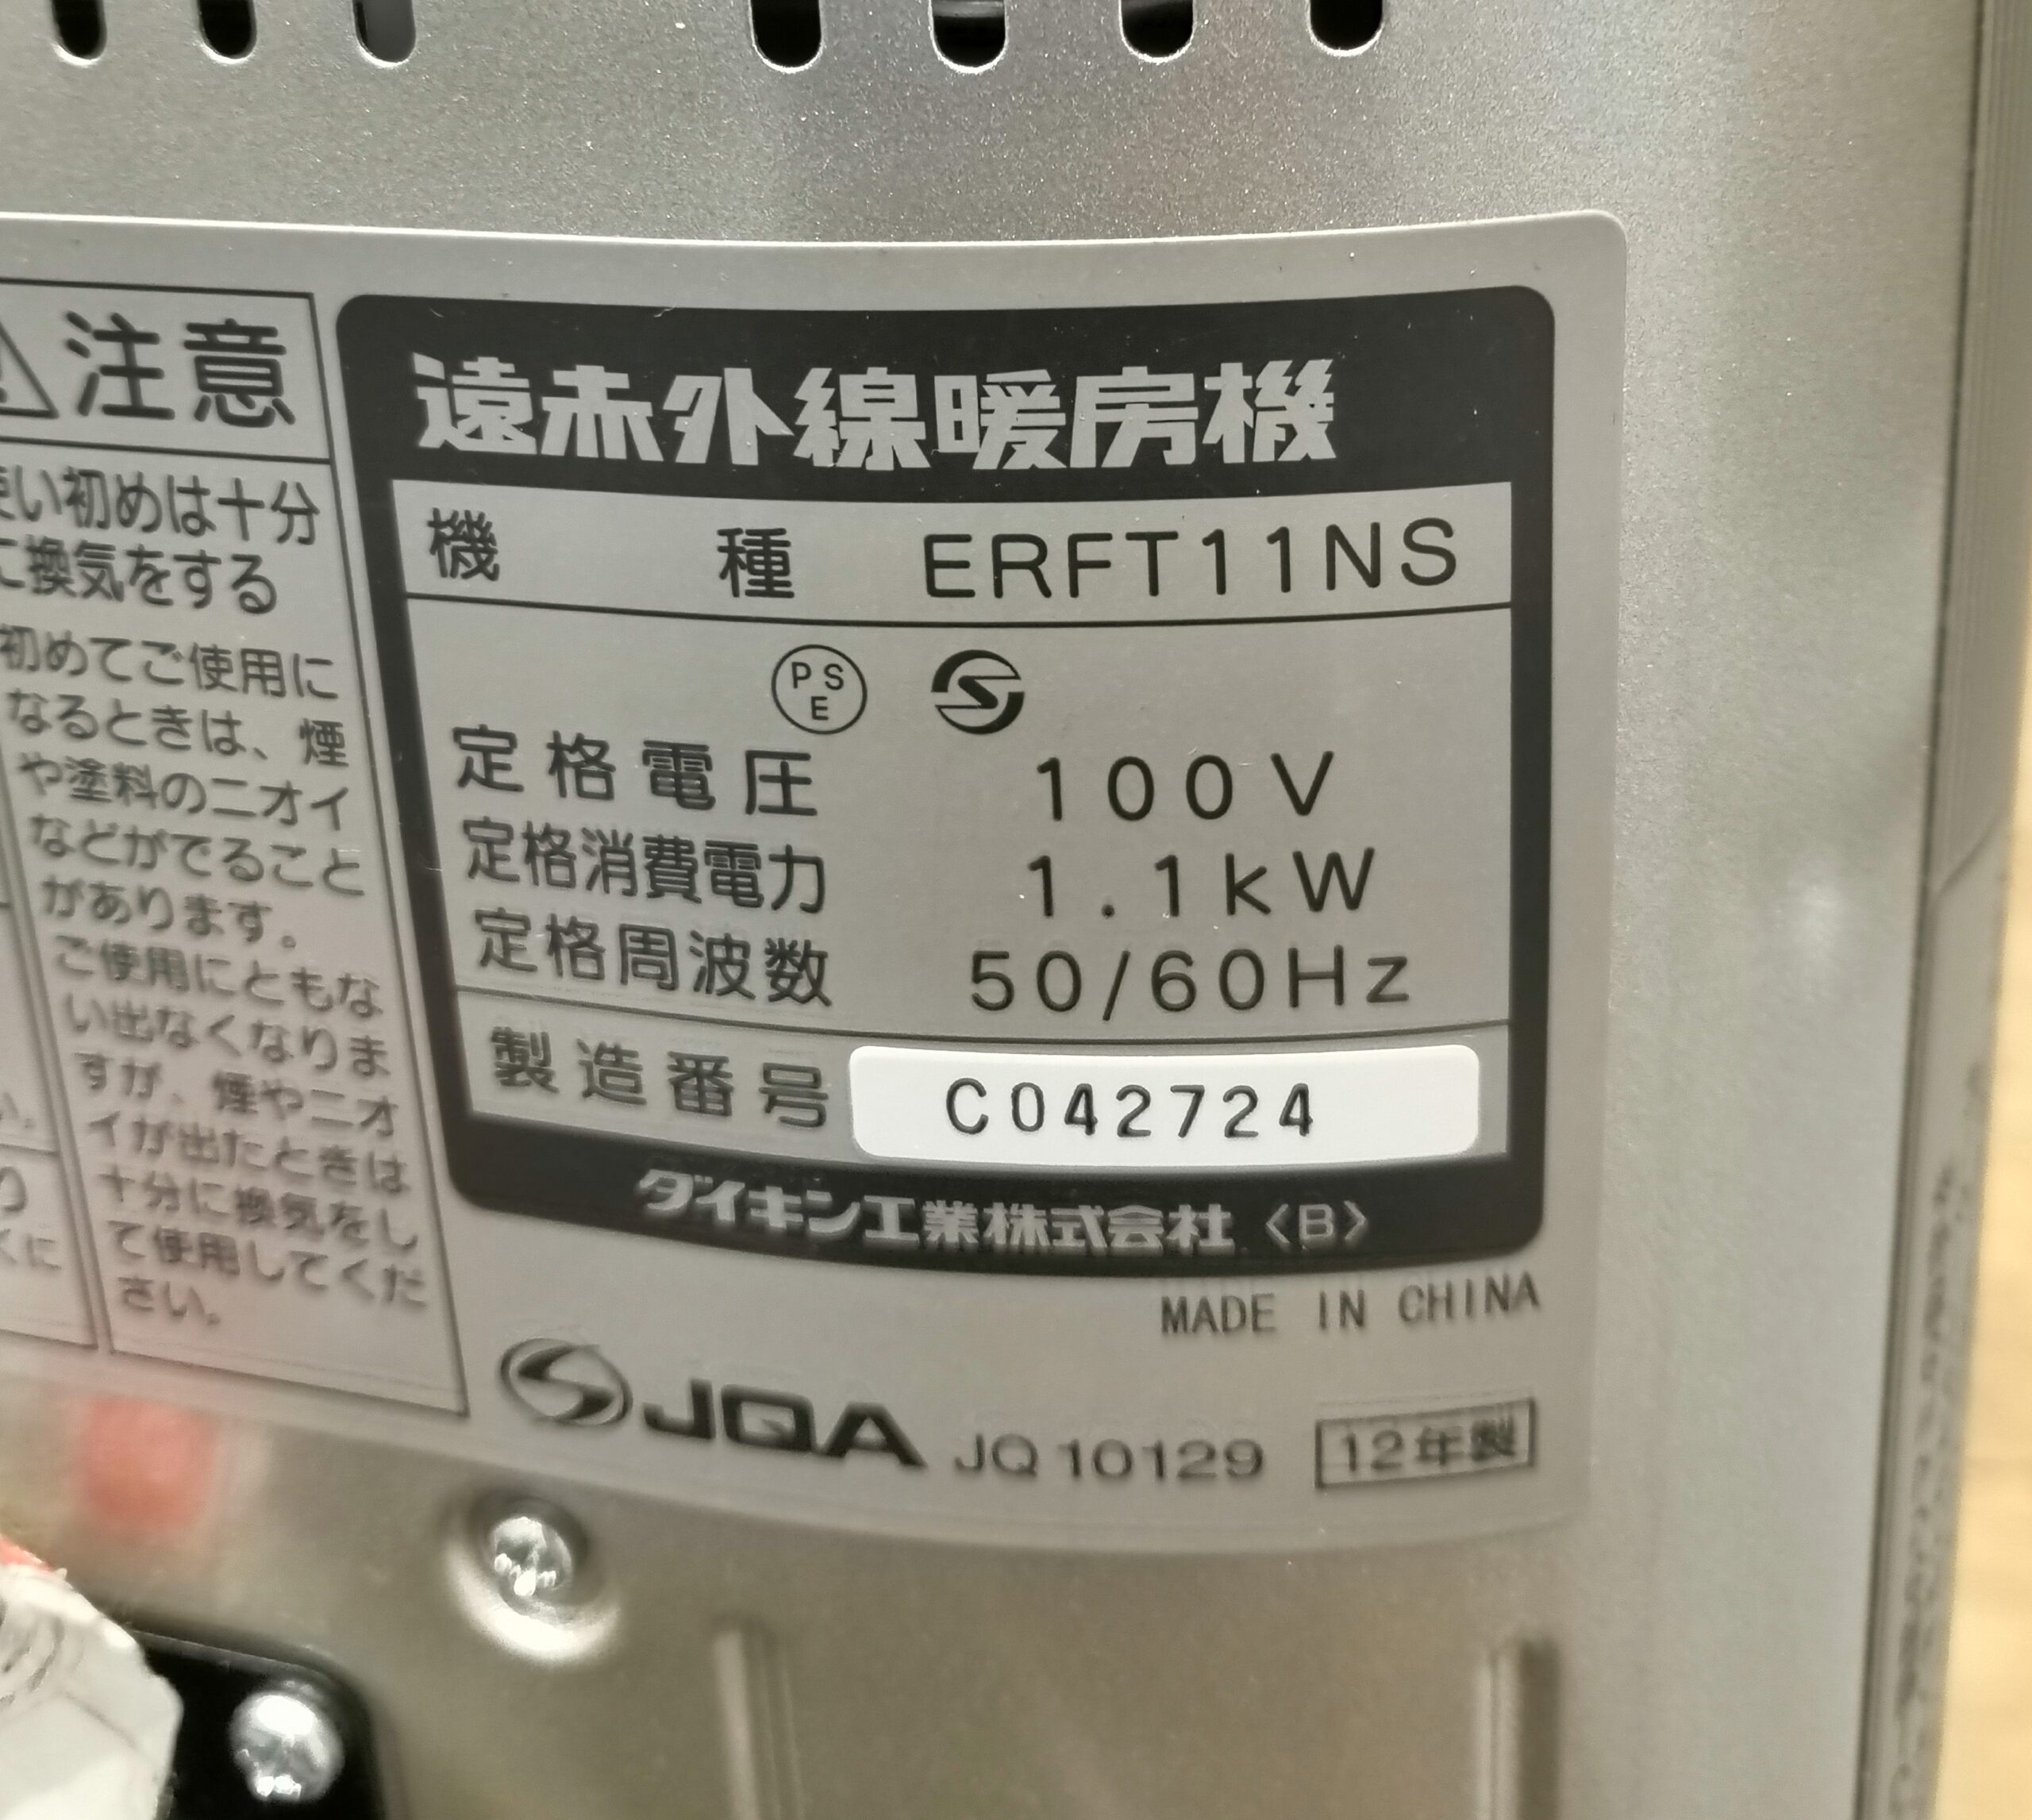 注意
使い初めは十分
に換気をする
初めてご使用に
なるときは、煙
や塗料のニオイ
などがでること
があります。
ご使用にともな
い出なくなりま
すが、煙やニオ
イが出たときは
十分に換気をし
て使用してくだ
さい。
遠赤外線暖房機
機種 ERFT11NS
PSE
定格電圧 100V
定格消費電力 1.1kW
定格周波数 50/60Hz
製造番号 C042724
ダイキン工業株式会社〈B〉
MADE IN CHINA
JQA JQ10129 12年製